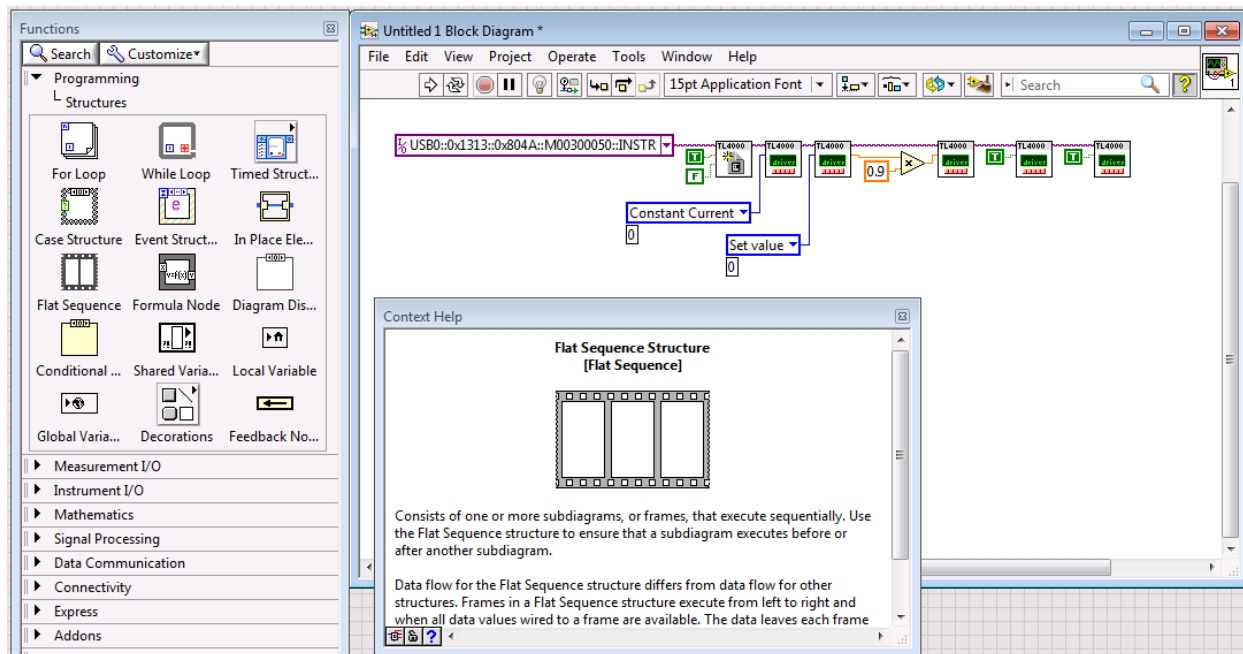 Functions
Search Customize
Programming
Structures
For Loop While Loop Timed Struct...
Case Structure Event Struct... In Place Ele...
Flat Sequence Formula Node Diagram Dis...
Conditional ... Shared Varia... Local Variable
Global Varia... Decorations Feedback No...
Measurement I/O
Instrument I/O
Mathematics
Signal Processing
Data Communication
Connectivity
Express
Addons
Untitled 1 Block Diagram *
File Edit View Project Operate Tools Window Help
15pt Application Font Search
1
USB0::0x1313::0x804A::M00300050::INSTR
TL4000 TL4000 TL4000 TL4000 TL4000 TL4000
T driver driver driver T driver T driver
F 0.9 x
Constant Current
0
Set value
0
Context Help
Flat Sequence Structure
[Flat Sequence]
Consists of one or more subdiagrams, or frames, that execute sequentially. Use
the Flat Sequence structure to ensure that a subdiagram executes before or
after another subdiagram.
Data flow for the Flat Sequence structure differs from data flow for other
structures. Frames in a Flat Sequence structure execute from left to right and
when all data values wired to a frame are available. The data leaves each frame